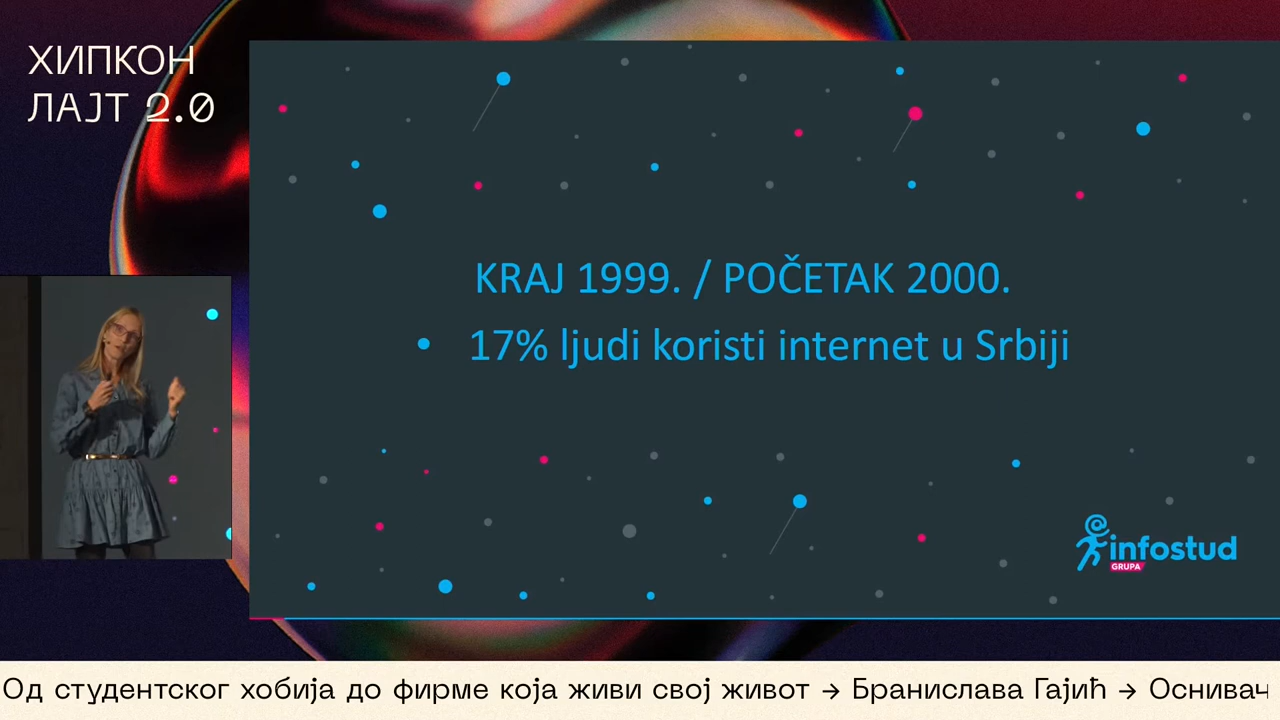 ХИПКОН
ЛАЈТ 2.0
KRAJ 1999. / POČETAK 2000.
• 17% ljudi koristi internet u Srbiji
infostud
GRUPA
Од студентског хобија до фирме која живи свој живот → Бранислава Гајић → Оснивач